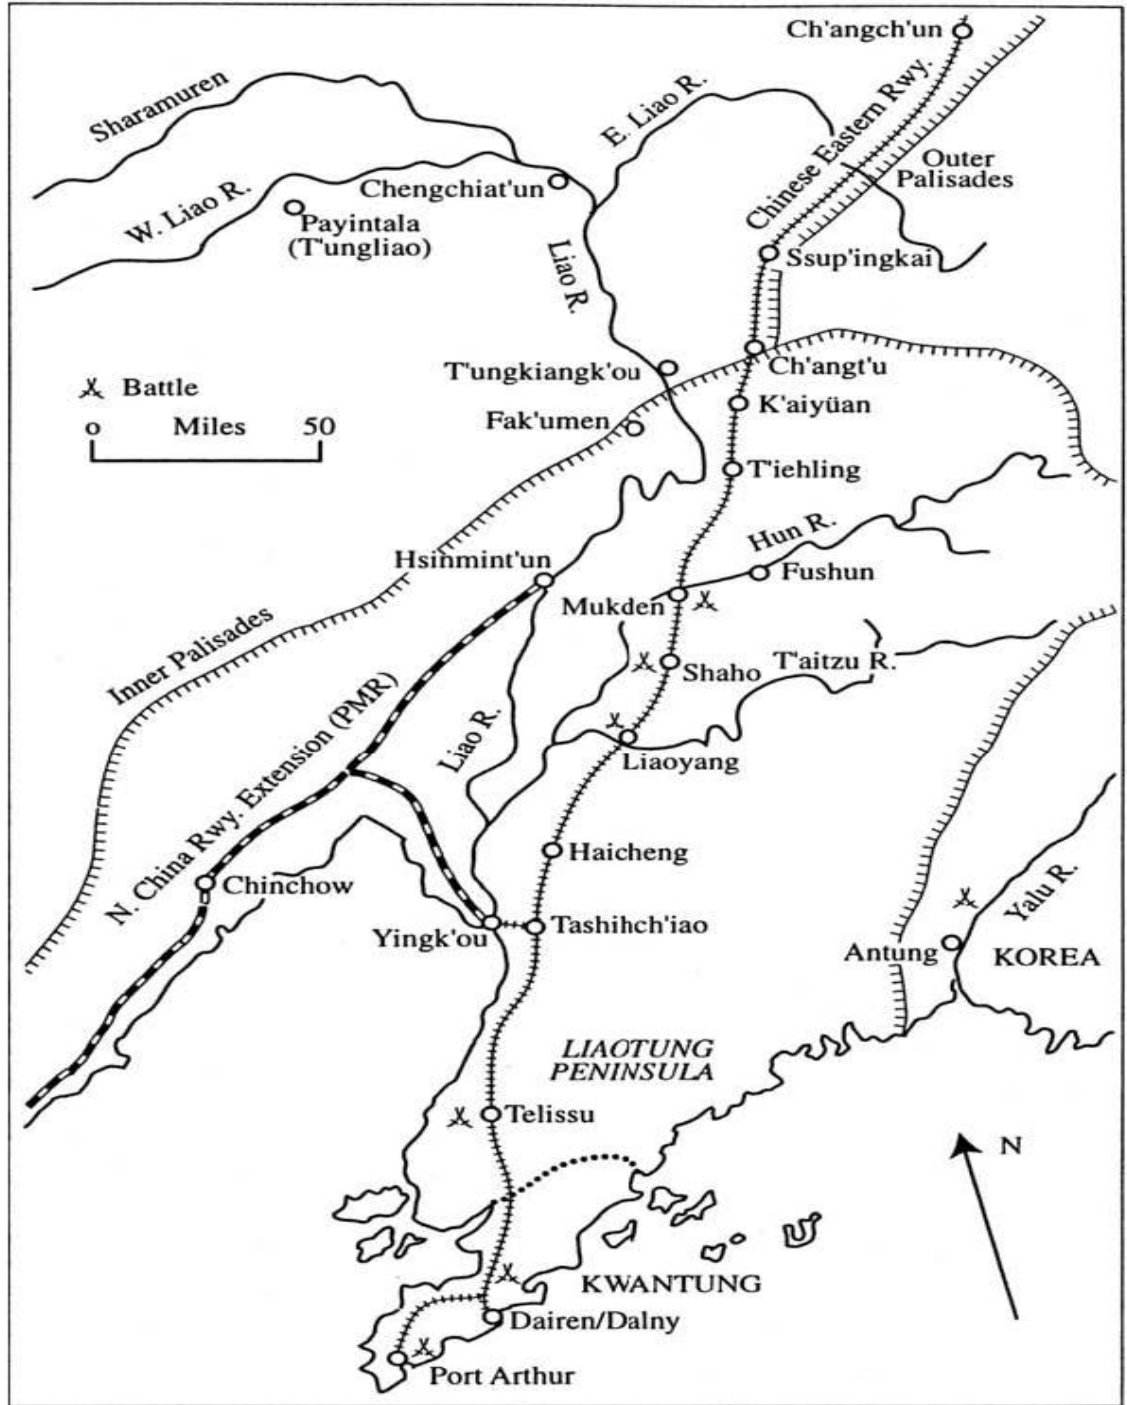 Ch'angch'un
Sharamuren
E. Liao R.
Chinese Eastern Rwy.
Outer
Palisades
Chengchiat'un
W. Liao R.
Payintala
(T'ungliao)
Liao R.
Ssup'ingkai
T'ungkiangk'ou
Ch'angt'u
Battle
0 Miles 50
K'aiyüan
Fak'umen
T'iehling
Hun R.
Hsinmint'un
Fushun
Mukden
Inner Palisades
Shaho
T'aitzu R.
N. China Rwy. Extension (PMR)
Liao R.
Liaoyang
Haicheng
Chinchow
Yalu R.
Yingk'ou
Tashihch'iao
Antung
KOREA
LIAOTUNG
PENINSULA
Telissu
N
KWANTUNG
Dairen/Dalny
Port Arthur